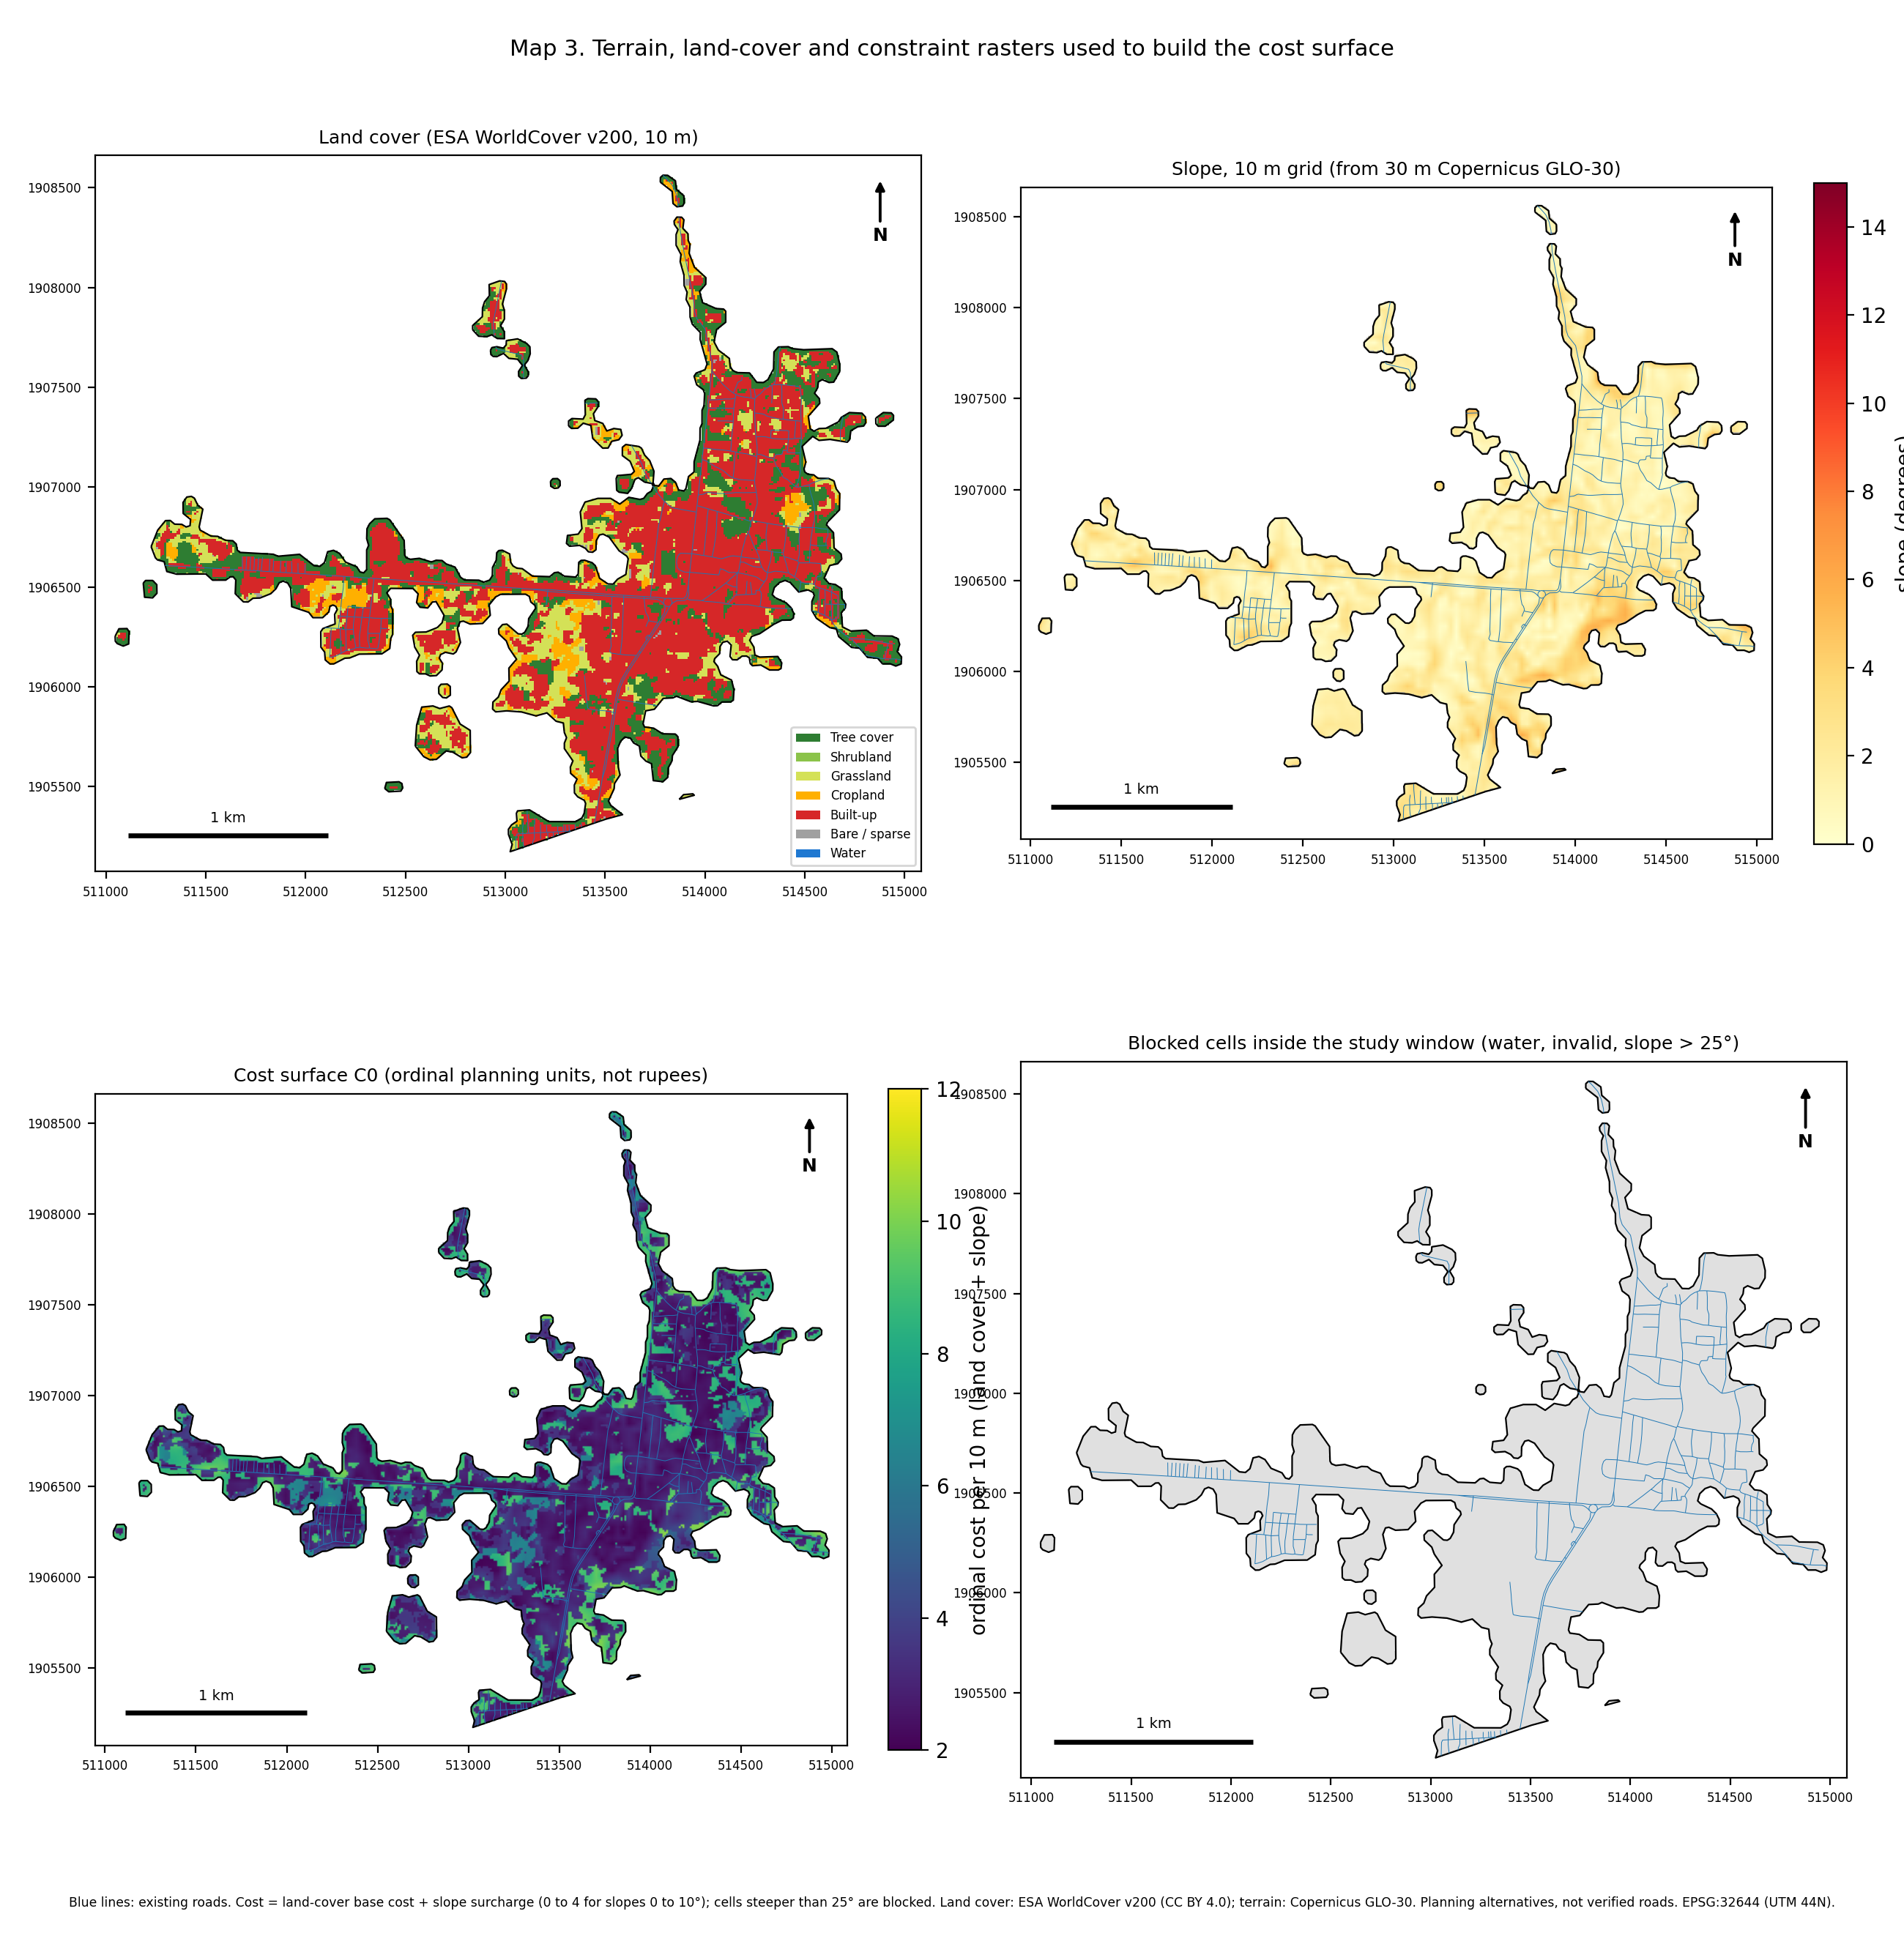 Map 3. Terrain, land-cover and constraint rasters used to build the cost surface
Land cover (ESA WorldCover v200, 10 m)
1908500
1908000
1907500
1907000
1906500
1906000
1905500
N
1 km
Tree cover
Shrubland
Grassland
Cropland
Built-up
Bare / sparse
Water
511000 511500 512000 512500 513000 513500 514000 514500 515000
Slope, 10 m grid (from 30 m Copernicus GLO-30)
1908500
1908000
1907500
1907000
1906500
1906000
1905500
N
1 km
511000 511500 512000 512500 513000 513500 514000 514500 515000
14
12
10
8
6
4
2
0
slope (degrees)
Cost surface C0 (ordinal planning units, not rupees)
1908500
1908000
1907500
1907000
1906500
1906000
1905500
N
1 km
511000 511500 512000 512500 513000 513500 514000 514500 515000
12
10
8
6
4
2
ordinal cost per 10 m (land cover + slope)
Blocked cells inside the study window (water, invalid, slope > 25°)
1908500
1908000
1907500
1907000
1906500
1906000
1905500
N
1 km
511000 511500 512000 512500 513000 513500 514000 514500 515000
Blue lines: existing roads. Cost = land-cover base cost + slope surcharge (0 to 4 for slopes 0 to 10°); cells steeper than 25° are blocked. Land cover: ESA WorldCover v200 (CC BY 4.0); terrain: Copernicus GLO-30. Planning alternatives, not verified roads. EPSG:32644 (UTM 44N).